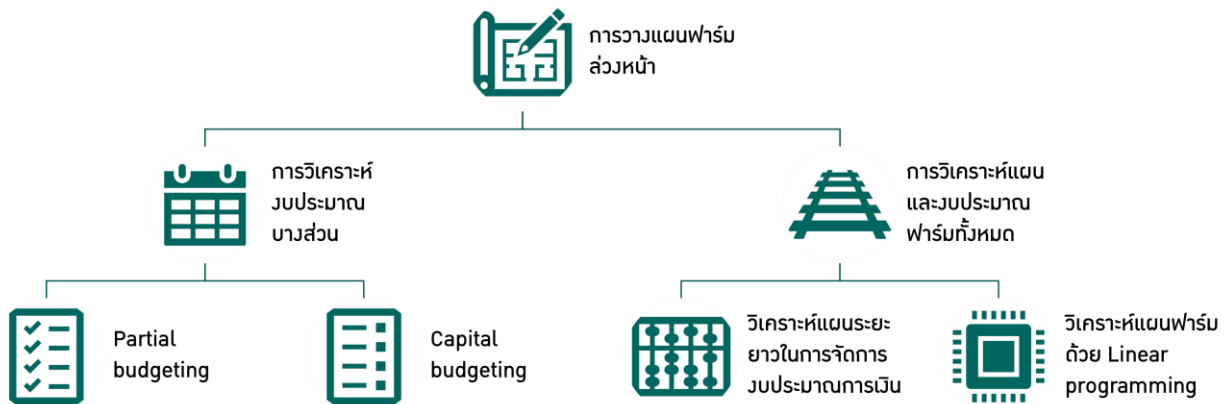 การวางแผนฟาร์ม
ล่วงหน้า
การวิเคราะห์
งบประมาณ
บางส่วน
การวิเคราะห์แผน
และงบประมาณ
ฟาร์มทั้งหมด
Partial
budgeting
Capital
budgeting
วิเคราะห์แผนระยะ
ยาวในการจัดการ
งบประมาณการเงิน
วิเคราะห์แผนฟาร์ม
ด้วย Linear
programming